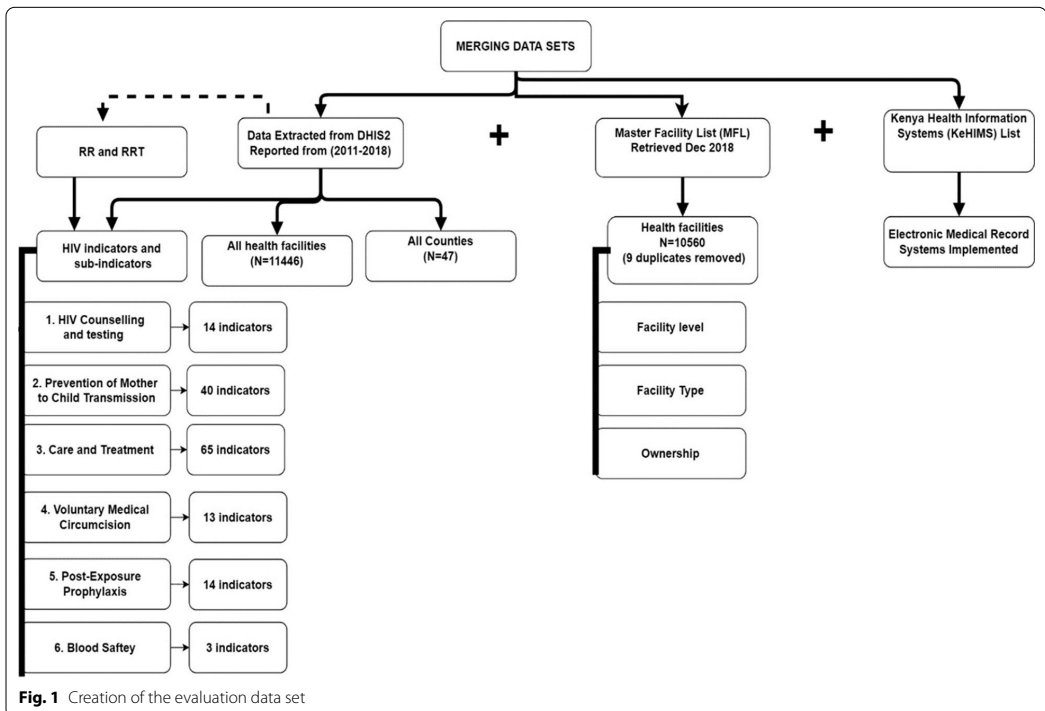 MERGING DATA SETS
RR and RRT
Data Extracted from DHIS2
Reported from (2011-2018)
+
Master Facility List (MFL)
Retrieved Dec 2018
+
Kenya Health Information
Systems (KeHIMS) List
HIV indicators and
sub-indicators
All health facilities
(N=11446)
All Counties
(N=47)
Health facilities
N=10560
(9 duplicates removed)
Electronic Medical Record
Systems Implemented
1. HIV Counselling
and testing
14 indicators
Facility level
2. Prevention of Mother
to Child Transmission
40 indicators
Facility Type
3. Care and Treatment
65 indicators
Ownership
4. Voluntary Medical
Circumcision
13 indicators
5. Post-Exposure
Prophylaxis
14 indicators
6. Blood Saftey
3 indicators
Fig. 1 Creation of the evaluation data set